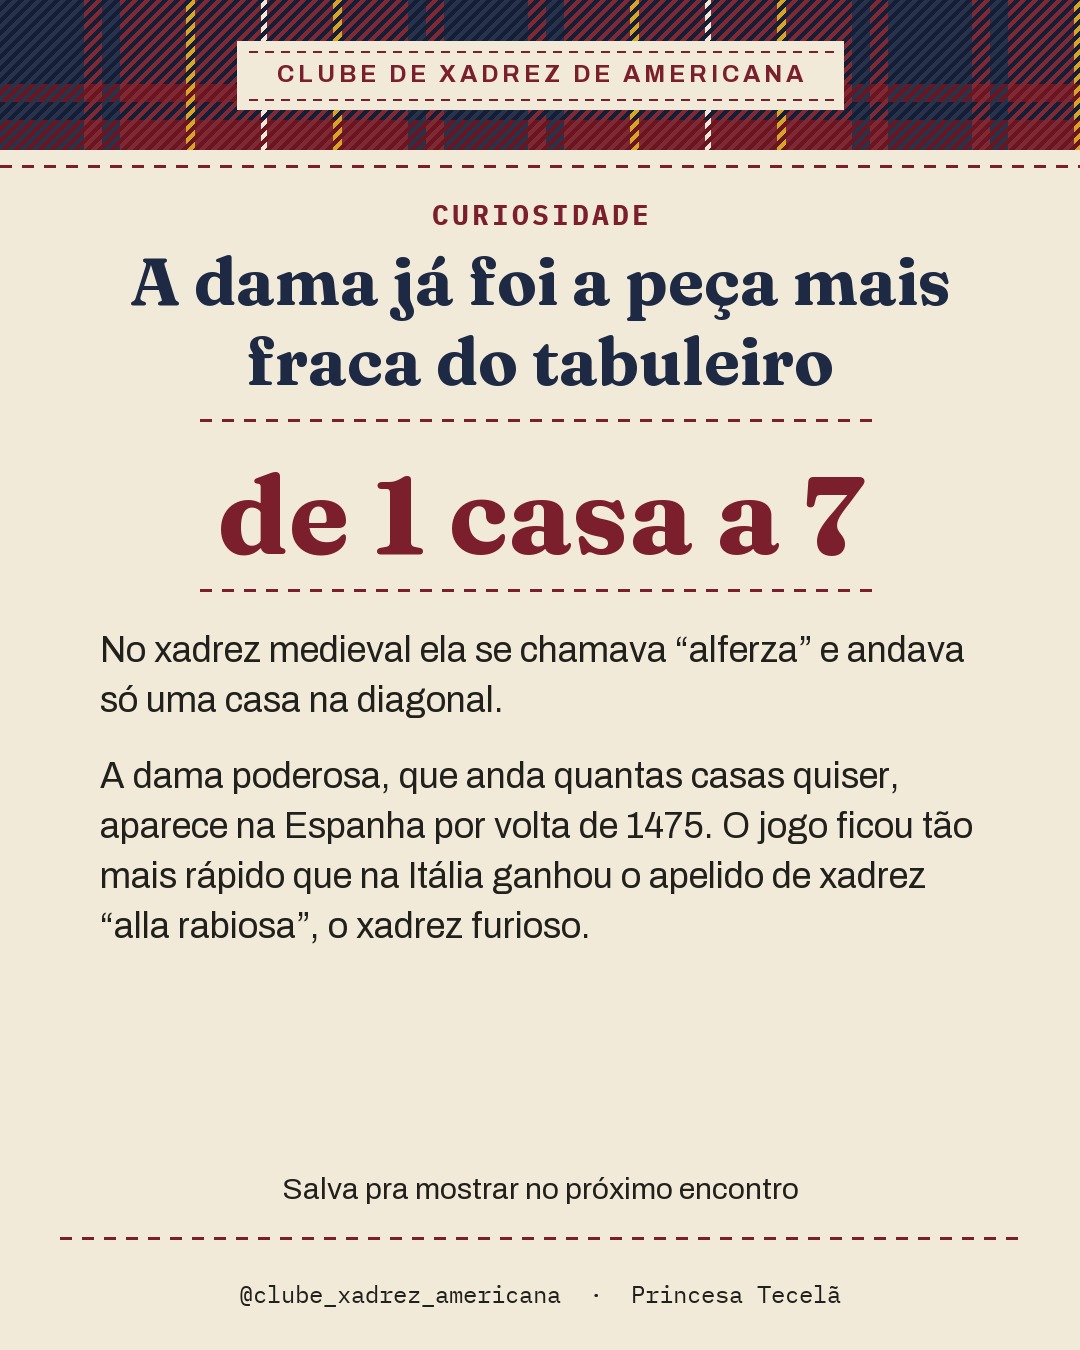 CLUBE DE XADREZ DE AMERICANA
CURIOSIDADE
A dama já foi a peça mais
fraca do tabuleiro
de 1 casa a 7
No xadrez medieval ela se chamava “alferza” e andava
só uma casa na diagonal.
A dama poderosa, que anda quantas casas quiser,
aparece na Espanha por volta de 1475. O jogo ficou tão
mais rápido que na Itália ganhou o apelido de xadrez
“alla rabiosa”, o xadrez furioso.
Salva pra mostrar no próximo encontro
@clube_xadrez_americana · Princesa Tecelã